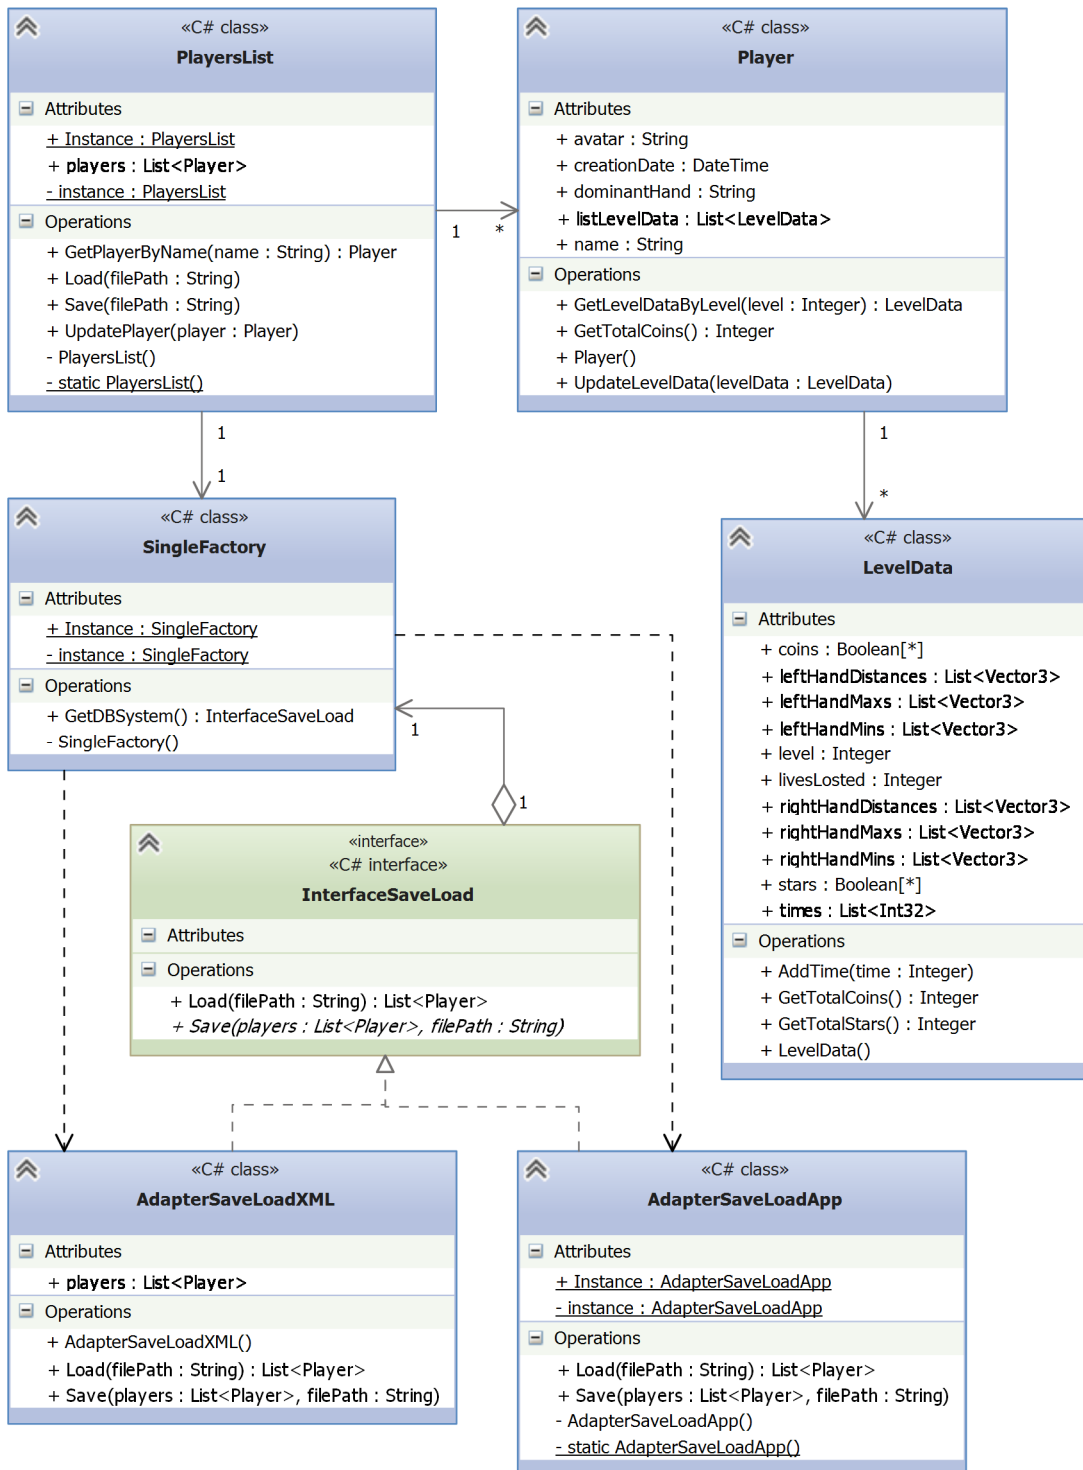 «C# class»
PlayersList
Attributes
+ Instance : PlayersList
+ players : List<Player>
- instance : PlayersList
Operations
+ GetPlayerByName(name : String) : Player
+ Load(filePath : String)
+ Save(filePath : String)
+ UpdatePlayer(player : Player)
- PlayersList()
- static PlayersList()
1
*
«C# class»
Player
Attributes
+ avatar : String
+ creationDate : DateTime
+ dominantHand : String
+ listLevelData : List<LevelData>
+ name : String
Operations
+ GetLevelDataByLevel(level : Integer) : LevelData
+ GetTotalCoins() : Integer
+ Player()
+ UpdateLevelData(levelData : LevelData)
1
1
1
*
«C# class»
SingleFactory
Attributes
+ Instance : SingleFactory
- instance : SingleFactory
Operations
+ GetDBSystem() : InterfaceSaveLoad
- SingleFactory()
1
1
«C# class»
LevelData
Attributes
+ coins : Boolean[*]
+ leftHandDistances : List<Vector3>
+ leftHandMaxs : List<Vector3>
+ leftHandMins : List<Vector3>
+ level : Integer
+ livesLosted : Integer
+ rightHandDistances : List<Vector3>
+ rightHandMaxs : List<Vector3>
+ rightHandMins : List<Vector3>
+ stars : Boolean[*]
+ times : List<Int32>
Operations
+ AddTime(time : Integer)
+ GetTotalCoins() : Integer
+ GetTotalStars() : Integer
+ LevelData()
«interface»
«C# interface»
InterfaceSaveLoad
Attributes
Operations
+ Load(filePath : String) : List<Player>
+ Save(players : List<Player>, filePath : String)
«C# class»
AdapterSaveLoadXML
Attributes
+ players : List<Player>
Operations
+ AdapterSaveLoadXML()
+ Load(filePath : String) : List<Player>
+ Save(players : List<Player>, filePath : String)
«C# class»
AdapterSaveLoadApp
Attributes
+ Instance : AdapterSaveLoadApp
- instance : AdapterSaveLoadApp
Operations
+ Load(filePath : String) : List<Player>
+ Save(players : List<Player>, filePath : String)
- AdapterSaveLoadApp()
- static AdapterSaveLoadApp()